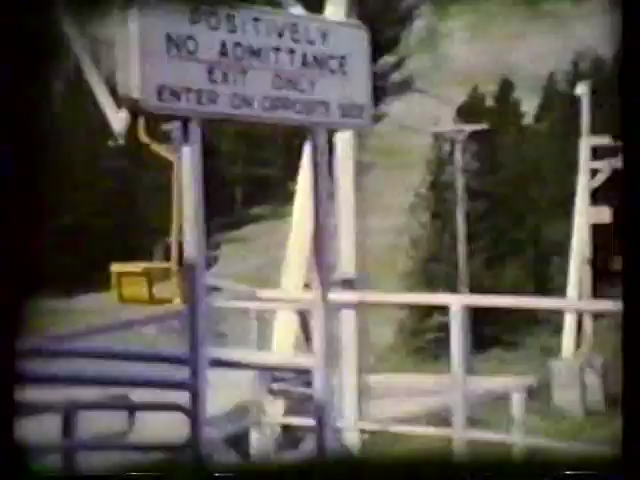 POSITIVELY
NO ADMITTANCE
EXIT ONLY
ENTER ON OPPOSITE SIDE